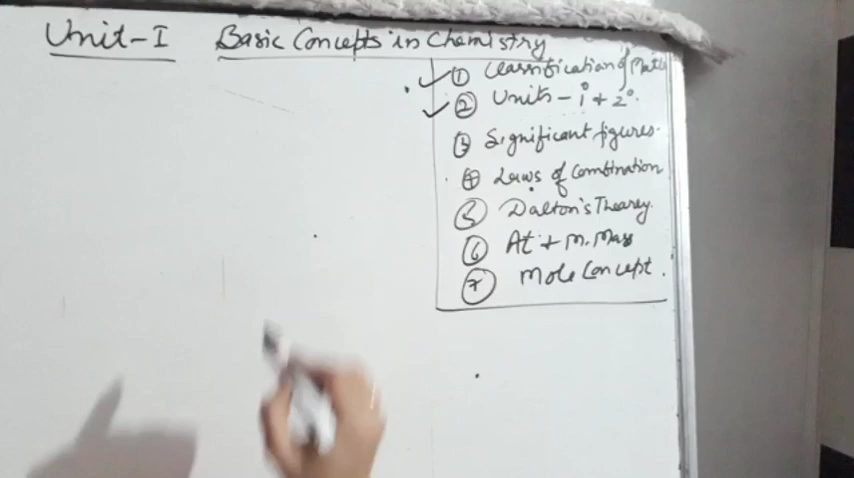 Unit-I Basic Concepts in Chemistry
① Classification of Matt
② Units - 1° + 2°.
③ Significant figures.
④ Laws of Combination
⑤ Dalton's Thearey.
⑥ At + M. Mass
⑦ Mole Concept.